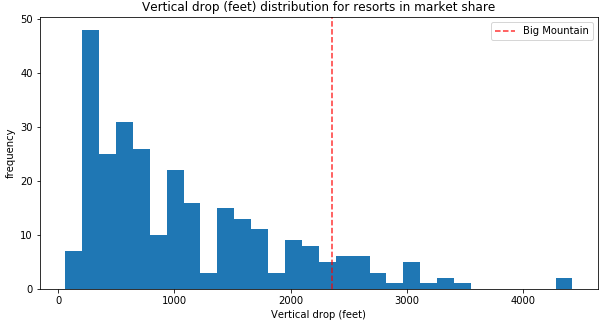 Vertical drop (feet) distribution for resorts in market share
Big Mountain
50
40
30
20
10
0
frequency
0 1000 2000 3000 4000
Vertical drop (feet)